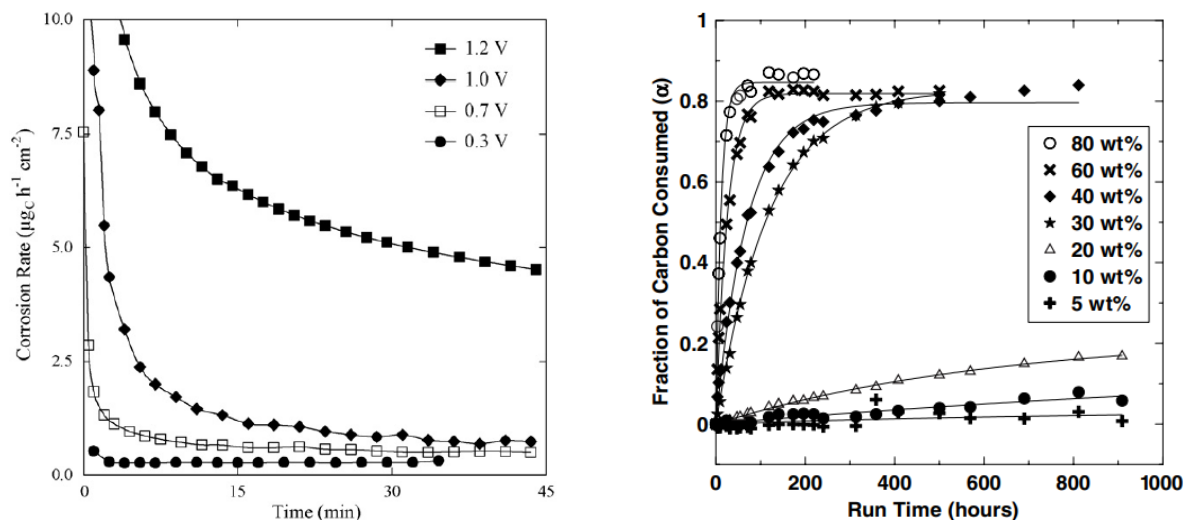 10.0
7.5
5.0
2.5
0.0
Corrosion Rate (μg_C h⁻¹ cm⁻²)
1.2 V
1.0 V
0.7 V
0.3 V
0
15
30
45
Time (min)
1
0.8
0.6
0.4
0.2
0
Fraction of Carbon Consumed (α)
80 wt%
60 wt%
40 wt%
30 wt%
20 wt%
10 wt%
5 wt%
0
200
400
600
800
1000
Run Time (hours)